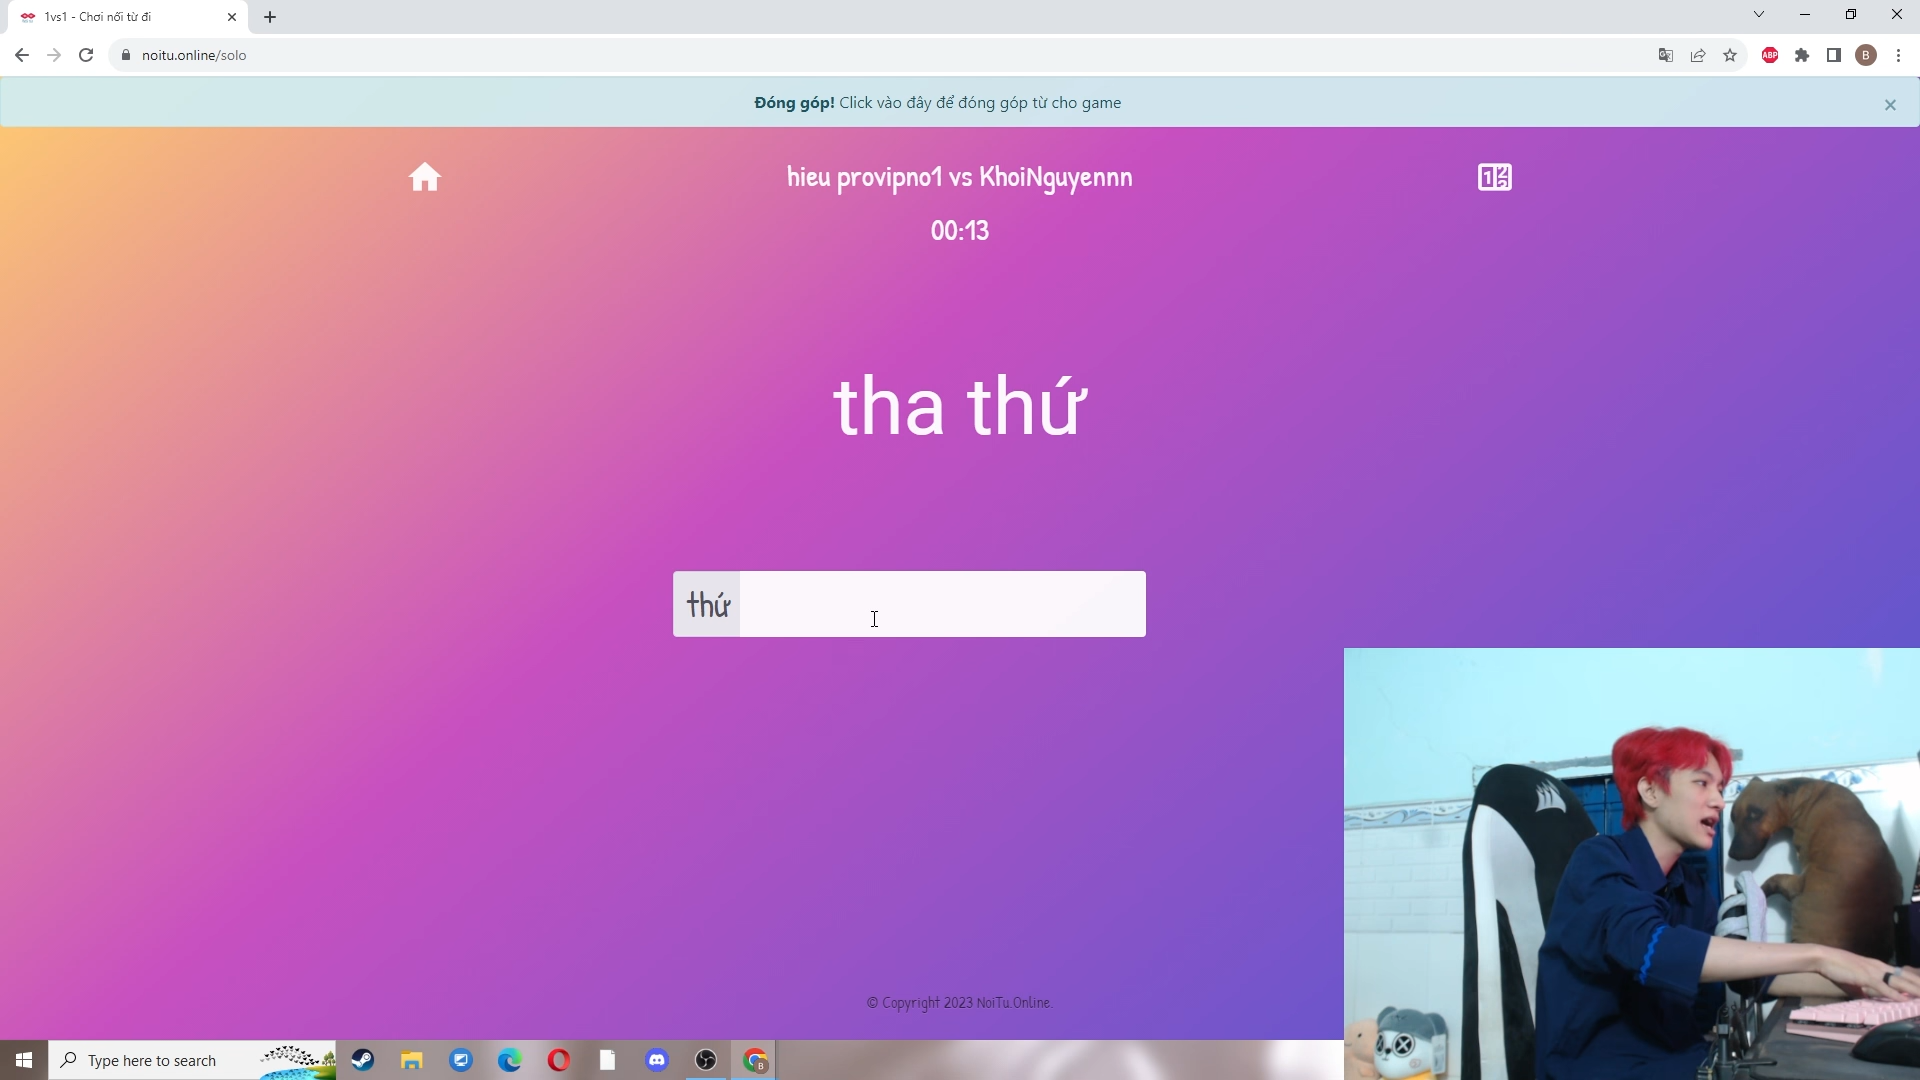 1vs1 - Chơi nối từ đi
noitu.online/solo
ABP
B
Đóng góp! Click vào đây để đóng góp từ cho game
×
hieu provipno1 vs KhoiNguyennn
00:13
tha thứ
thứ
© Copyright 2023 NoiTu.Online.
Type here to search
B